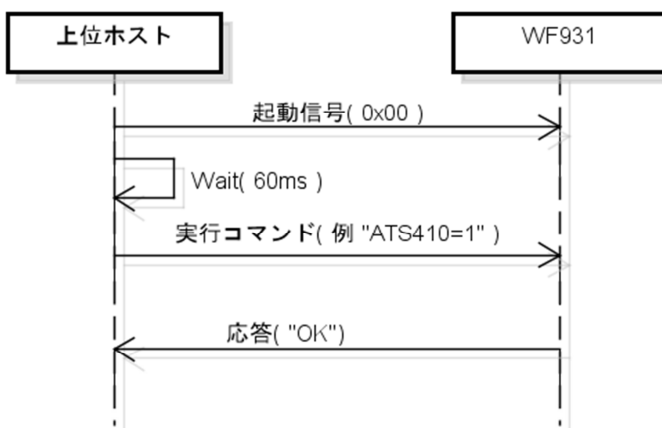 上位ホスト
WF931
起動信号( 0x00 )
Wait( 60ms )
実行コマンド( 例 "ATS410=1" )
応答( "OK")